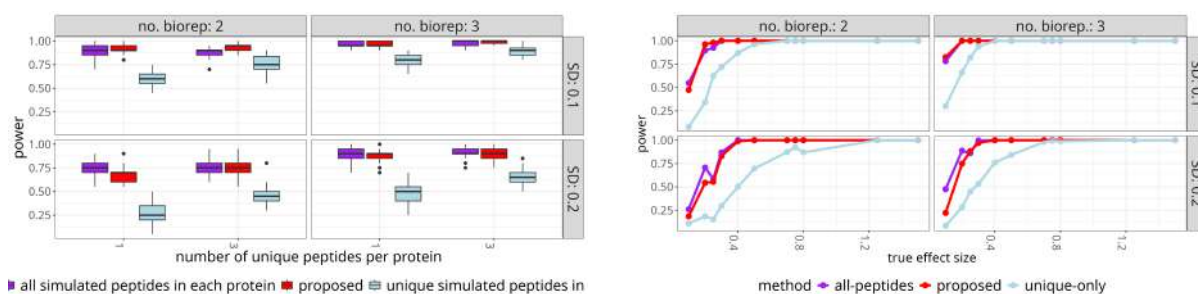 no. biorep: 2
no. biorep: 3
1.00
0.75
0.50
0.25
SD: 0.1
power
1.00
0.75
0.50
0.25
SD: 0.2
1
3
1
3
number of unique peptides per protein
all simulated peptides in each protein
proposed
unique simulated peptides in
no. biorep.: 2
no. biorep.: 3
1.00
0.75
0.50
0.25
SD: 0.1
power
1.00
0.75
0.50
0.25
SD: 0.2
0.4
0.8
1.2
0.4
0.8
1.2
true effect size
method
all-peptides
proposed
unique-only